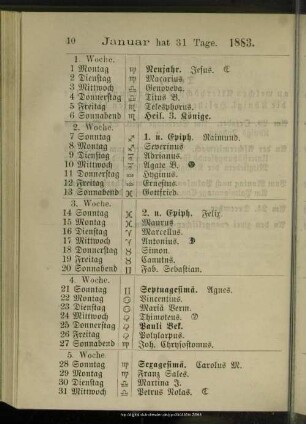 40 Januar hat 31 Tage. 1883.
1. Woche.
1 Montag ♍ Neujahr. Jesus. ☾
2 Dienstag ♍ Macarius.
3 Mittwoch ♎ Genoveva.
4 Donnerstag ♎ Titus B.
5 Freitag ♏ Telesphorus.
6 Sonnabend ♏ Heil. 3. Könige.
2. Woche.
7 Sonntag ♐ 1. n. Epiph. Raimund.
8 Montag ♐ Severinus
9 Dienstag Adrianus.
10 Mittwoch Agate B.
11 Donnerstag Hyginus.
12 Freitag Ernestus.
13 Sonnabend ♓ Gottfried.
3. Woche.
14 Sonntag ♓ 2. n. Epiph. Felix
15 Montag Maurus
16 Dienstag ♈ Marcellus.
17 Mittwoch ♈ Antonius.
18 Donnerstag ♉ Simon
19 Freitag ♉ Canutus.
20 Sonnabend ♊ Fab. Sebastian.
4. Woche.
21 Sonntag ♊ Septuagesimä. Agnes.
22 Montag Vincentius.
23 Dienstag Mariä Verm.
24 Mittwoch Thimoteus.
25 Donnerstag Pauli Bek.
26 Freitag Polykarpus.
27 Sonnabend ♍ Joh. Chrysostomus.
5. Woche
28 Sonntag ♍ Sexagesimä. Carolus M.
29 Montag ♍ Franz Sales.
30 Dienstag ♎ Martina J.
31 Mittwoch ♎ Petrus Nolas. ☾